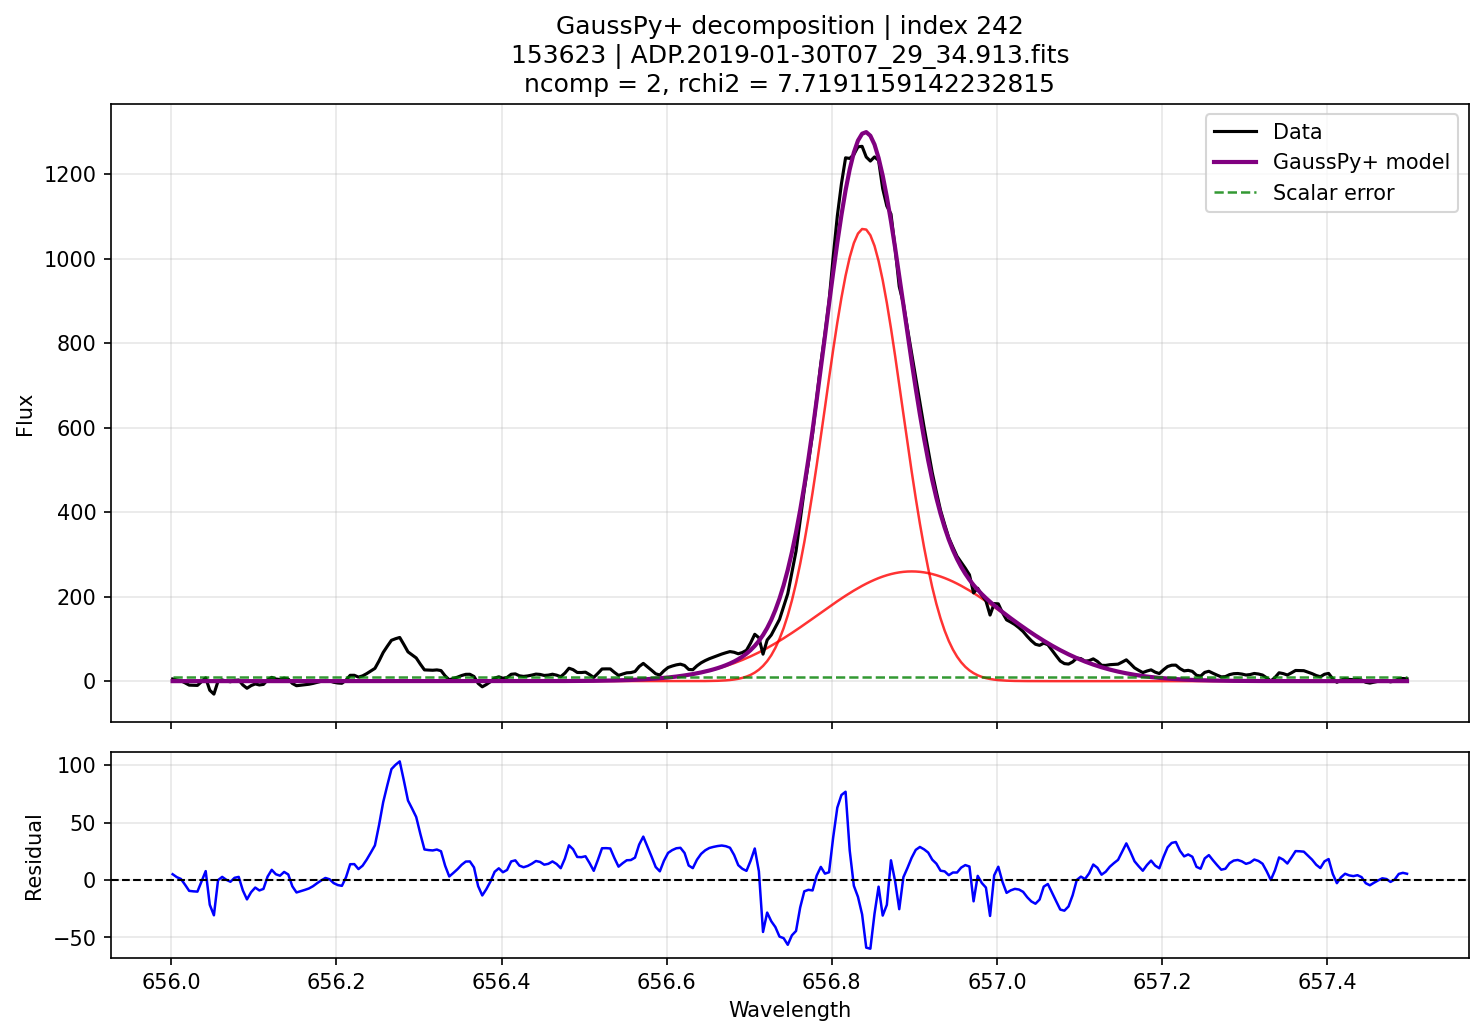 GaussPy+ decomposition | index 242
153623 | ADP.2019-01-30T07_29_34.913.fits
ncomp = 2, rchi2 = 7.7191159142232815
Data
GaussPy+ model
Scalar error
1200
1000
800
600
400
200
0
Flux
100
50
0
−50
Residual
656.0 656.2 656.4 656.6 656.8 657.0 657.2 657.4
Wavelength